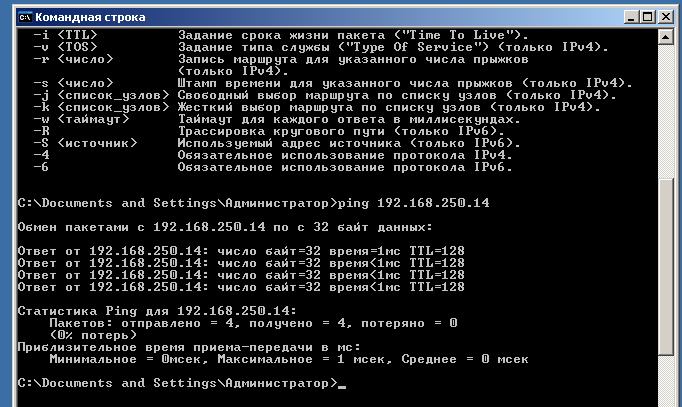 Командная строка
-i <TTL> Задание срока жизни пакета ("Time To Live").
-v <TOS> Задание типа службы ("Type Of Service") (только IPv4).
-r <число> Запись маршрута для указанного числа прыжков
(только IPv4).
-s <число> Штамп времени для указанного числа прыжков (только IPv4).
-j <список_узлов> Свободный выбор маршрута по списку узлов (только IPv4).
-k <список_узлов> Жесткий выбор маршрута по списку узлов (только IPv4).
-w <таймаут> Таймаут для каждого ответа в миллисекундах.
-R Трассировка кругового пути (только IPv6).
-S <источник> Используемый адрес источника (только IPv6).
-4 Обязательное использование протокола IPv4.
-6 Обязательное использование протокола IPv6.
C:\Documents and Settings\Администратор>ping 192.168.250.14
Обмен пакетами с 192.168.250.14 по с 32 байт данных:
Ответ от 192.168.250.14: число байт=32 время=1мс TTL=128
Ответ от 192.168.250.14: число байт=32 время<1мс TTL=128
Ответ от 192.168.250.14: число байт=32 время<1мс TTL=128
Ответ от 192.168.250.14: число байт=32 время<1мс TTL=128
Статистика Ping для 192.168.250.14:
Пакетов: отправлено = 4, получено = 4, потеряно = 0
(0% потерь)
Приблизительное время приема-передачи в мс:
Минимальное = 0мсек, Максимальное = 1 мсек, Среднее = 0 мсек
C:\Documents and Settings\Администратор>_